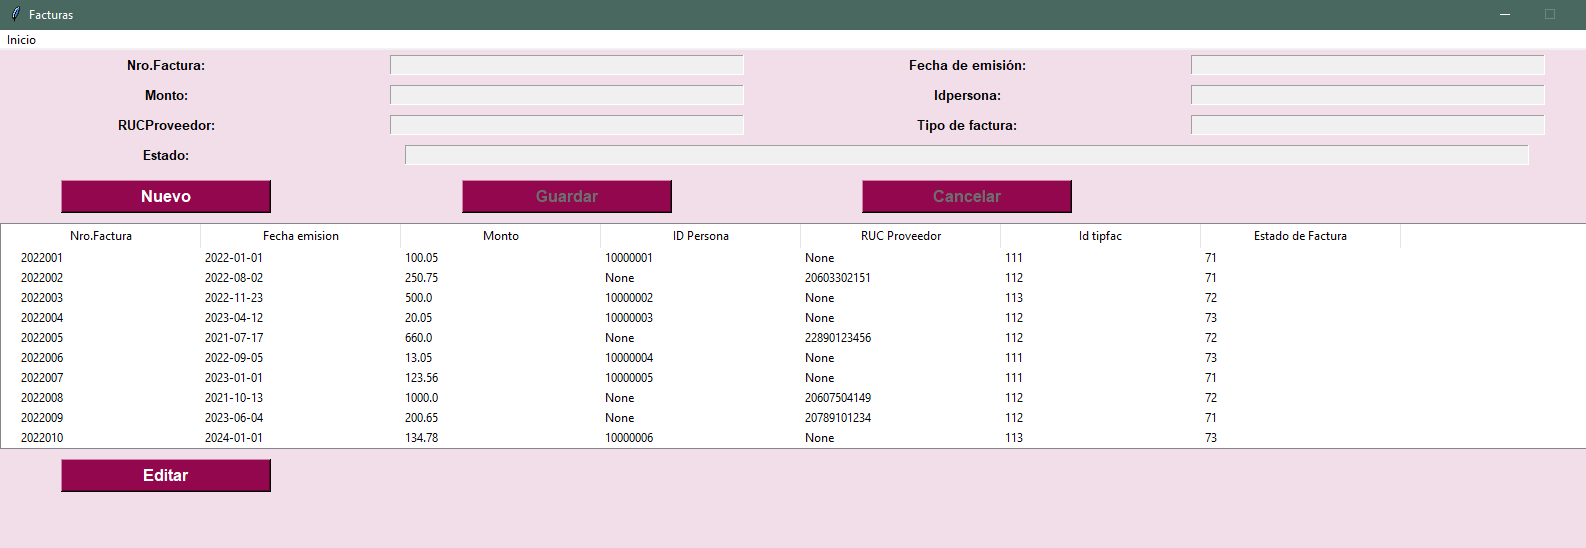 Facturas
Inicio
Nro.Factura: Fecha de emisión:
Monto: Idpersona:
RUCProveedor: Tipo de factura:
Estado:
Nuevo Guardar Cancelar
Nro.Factura Fecha emision Monto ID Persona RUC Proveedor Id tipfac Estado de Factura
2022001 2022-01-01 100.05 10000001 None 111 71
2022002 2022-08-02 250.75 None 20603302151 112 71
2022003 2022-11-23 500.0 10000002 None 113 72
2022004 2023-04-12 20.05 10000003 None 112 73
2022005 2021-07-17 660.0 None 22890123456 112 72
2022006 2022-09-05 13.05 10000004 None 111 73
2022007 2023-01-01 123.56 10000005 None 111 71
2022008 2021-10-13 1000.0 None 20607504149 112 72
2022009 2023-06-04 200.65 None 20789101234 112 71
2022010 2024-01-01 134.78 10000006 None 113 73
Editar